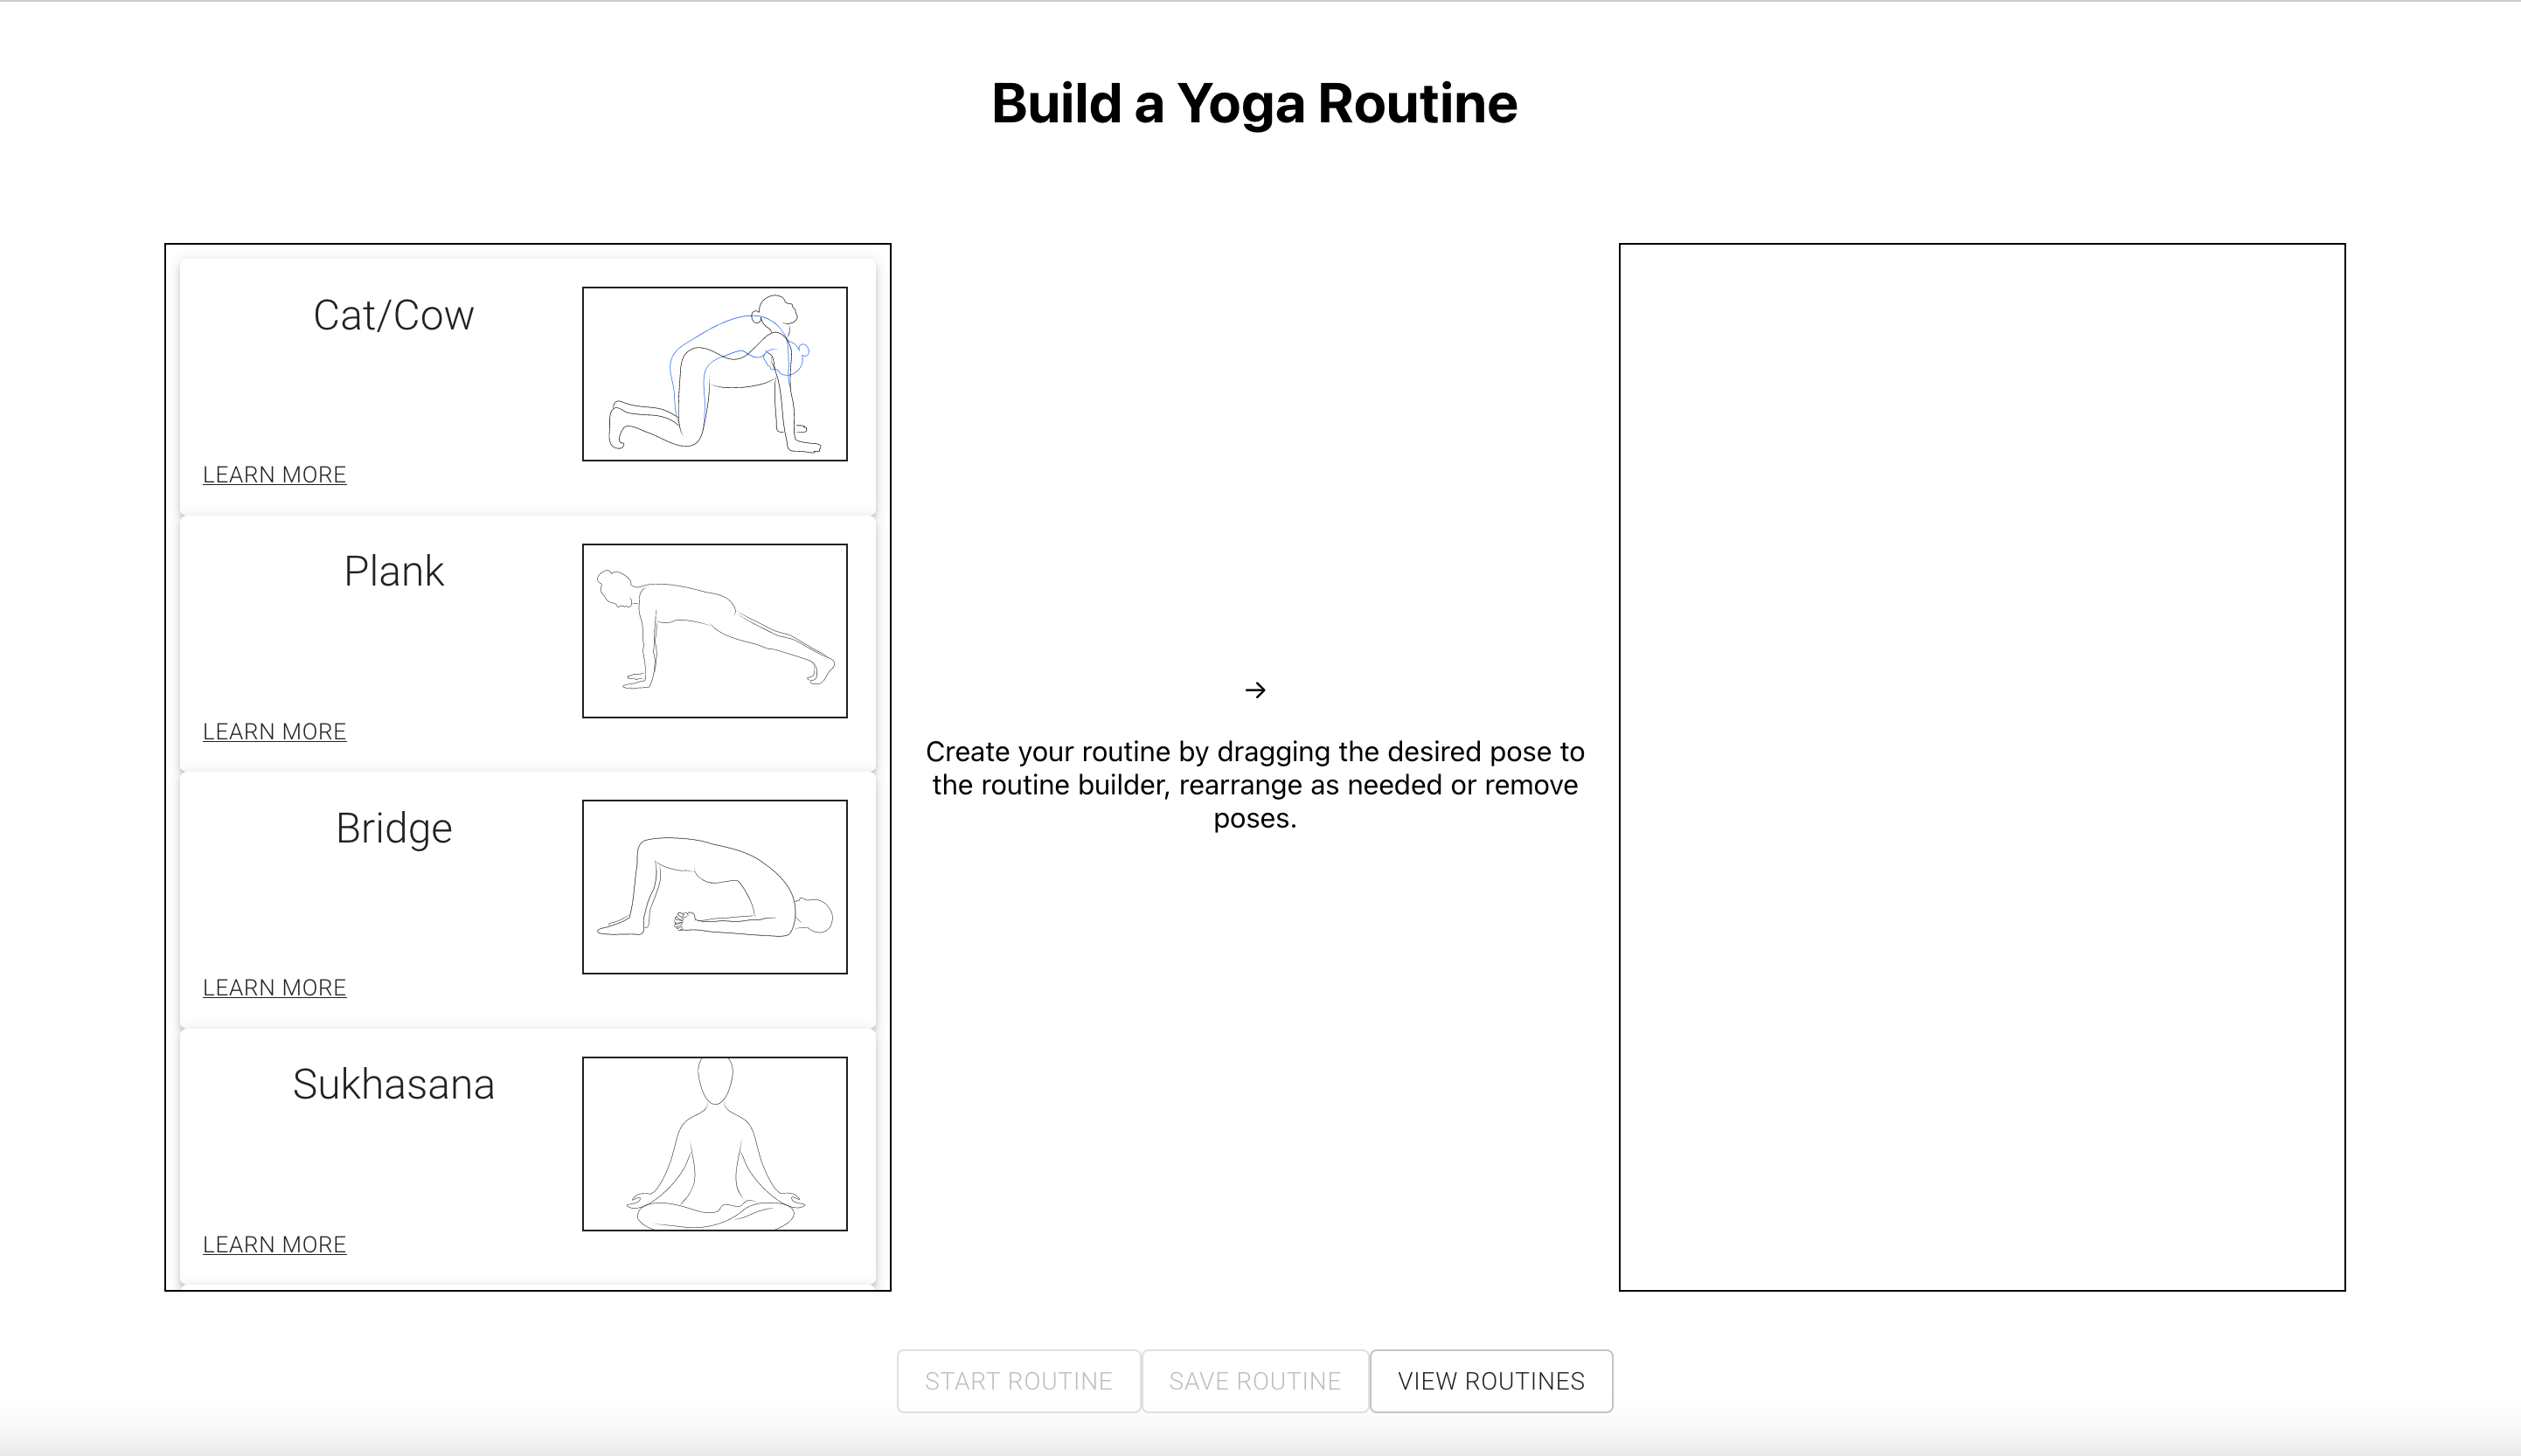 Build a Yoga Routine
Cat/Cow
LEARN MORE
Plank
LEARN MORE
Bridge
LEARN MORE
Sukhasana
LEARN MORE
→
Create your routine by dragging the desired pose to
the routine builder, rearrange as needed or remove
poses.
START ROUTINE
SAVE ROUTINE
VIEW ROUTINES